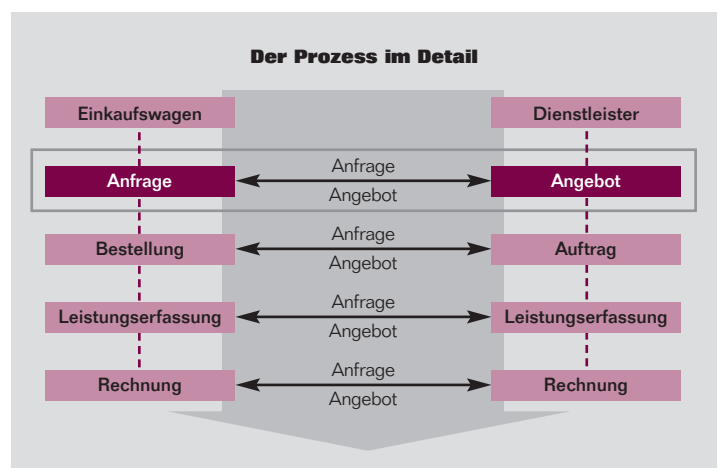 Der Prozess im Detail
Einkaufswagen
Dienstleister
Anfrage
Anfrage
Angebot
Angebot
Bestellung
Anfrage
Angebot
Auftrag
Leistungserfassung
Anfrage
Angebot
Leistungserfassung
Rechnung
Anfrage
Angebot
Rechnung